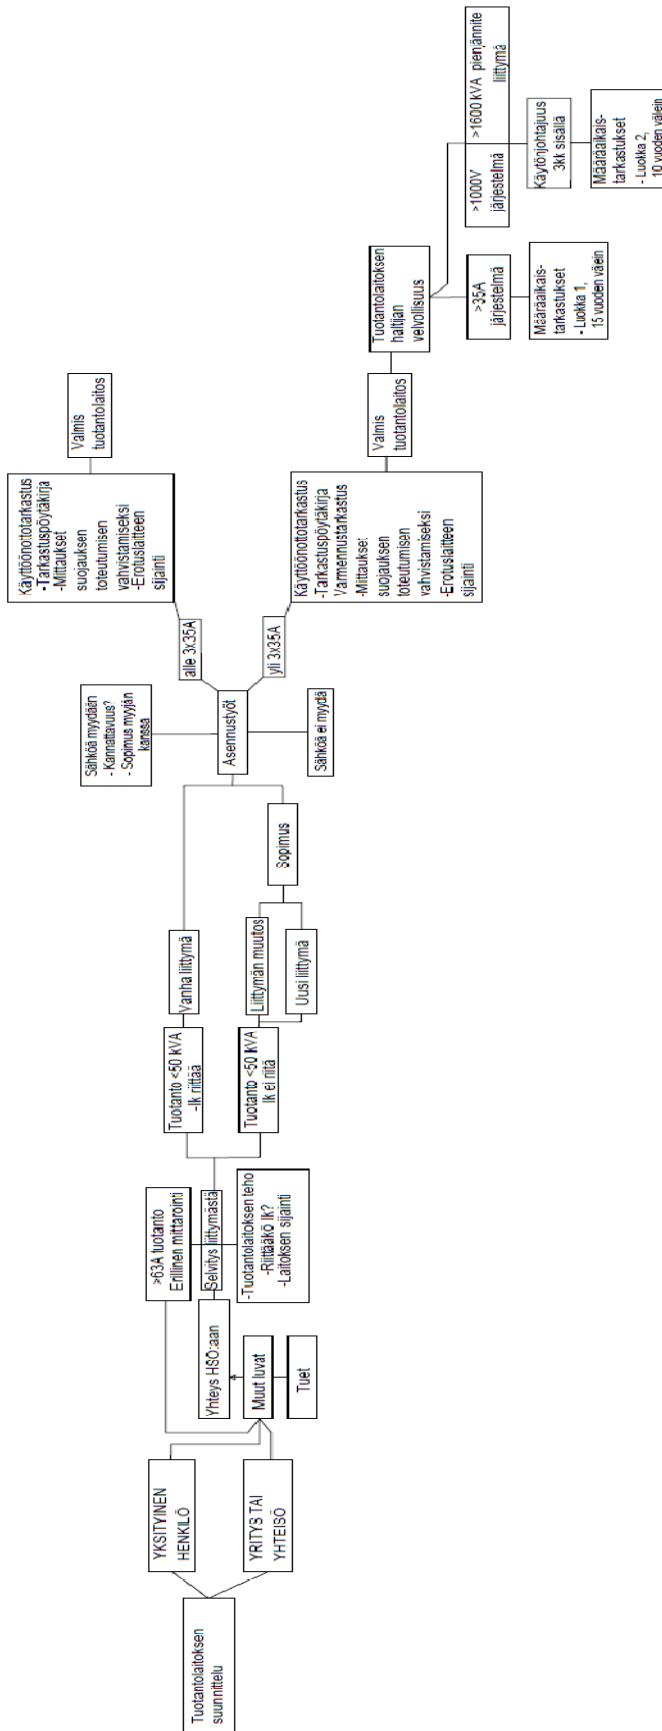 Tuotantolaitoksen
suunnittelu
YKSITYINEN
HENKILÖ
YRITYS TAI
YHTEISÖ
Yhteys HSO:aan
Muut luvat
Tuet
>63A tuotanto
Erillinen mittarointi
Selvitys liittymästä
-Tuotantolaitoksen teho
-Riittääkö Ik?
-Laitoksen sijainti
Tuotanto <50 kVA
-Ik riittää
Tuotanto <50 kVA
Ik ei riitä
Vanha liittymä
Liittymän muutos
Uusi liittymä
Sopimus
Sähköä myydään
- Kannattavuus?
- Sopimus myyjän
kanssa
Asennustyöt
Sähköä ei myydä
alle 3x35A
yli 3x35A
Käyttöönottotarkastus
-Tarkastuspöytäkirja
-Mittaukset
suojauksen
toteutumisen
vahvistamiseksi
-Erotuslaitteen
sijainti
Valmis
tuotantolaitos
Käyttöönottotarkastus
-Tarkastuspöytäkirja
Varmennustarkastus
-Mittaukset
suojauksen
toteutumisen
vahvistamiseksi
-Erotuslaitteen
sijainti
Valmis
tuotantolaitos
Tuotantolaitoksen
haltijan
velvollisuus
>35A
järjestelmä
Määräaikais-
tarkastukset
- Luokka 1,
15 vuoden väein
>1000V
järjestelmä
>1600 kVA pienjännite
liittymä
Käytönjohtajuus
3kk sisällä
Määräaikais-
tarkastukset
- Luokka 2,
10 vuoden välein